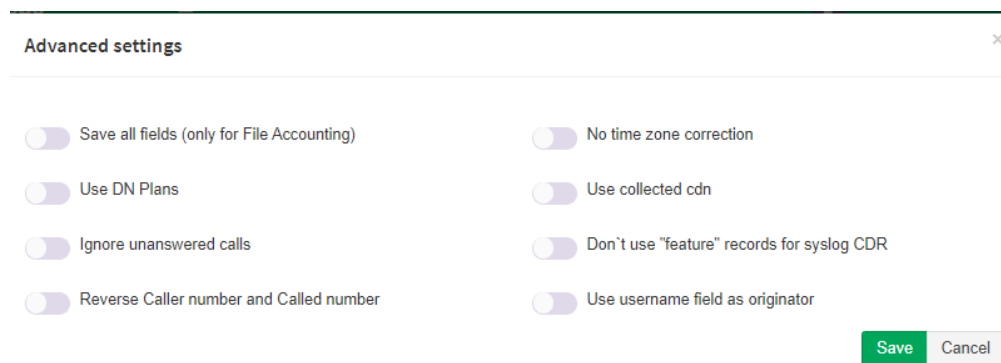 Advanced settings
×
Save all fields (only for File Accounting)
No time zone correction
Use DN Plans
Use collected cdn
Ignore unanswered calls
Don`t use "feature" records for syslog CDR
Reverse Caller number and Called number
Use username field as originator
Save
Cancel